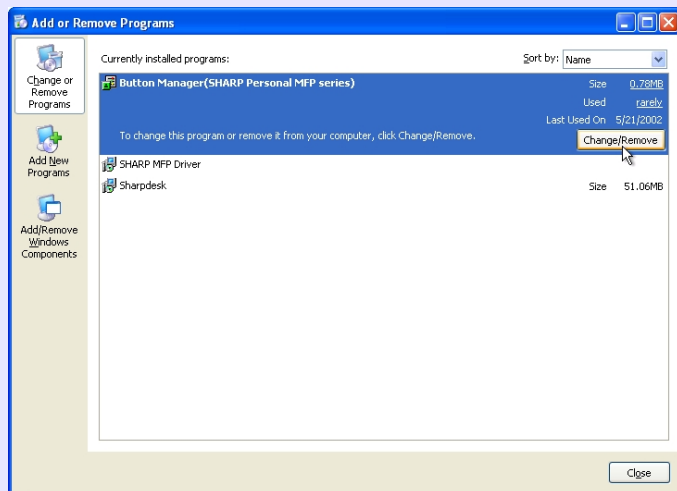 Add or Remove Programs
Change or
Remove
Programs
Add New
Programs
Add/Remove
Windows
Components
Currently installed programs:
Sort by: Name
Button Manager(SHARP Personal MFP series)
Size 0.78MB
Used rarely
Last Used On 5/21/2002
To change this program or remove it from your computer, click Change/Remove.
Change/Remove
SHARP MFP Driver
Sharpdesk
Size 51.06MB
Close